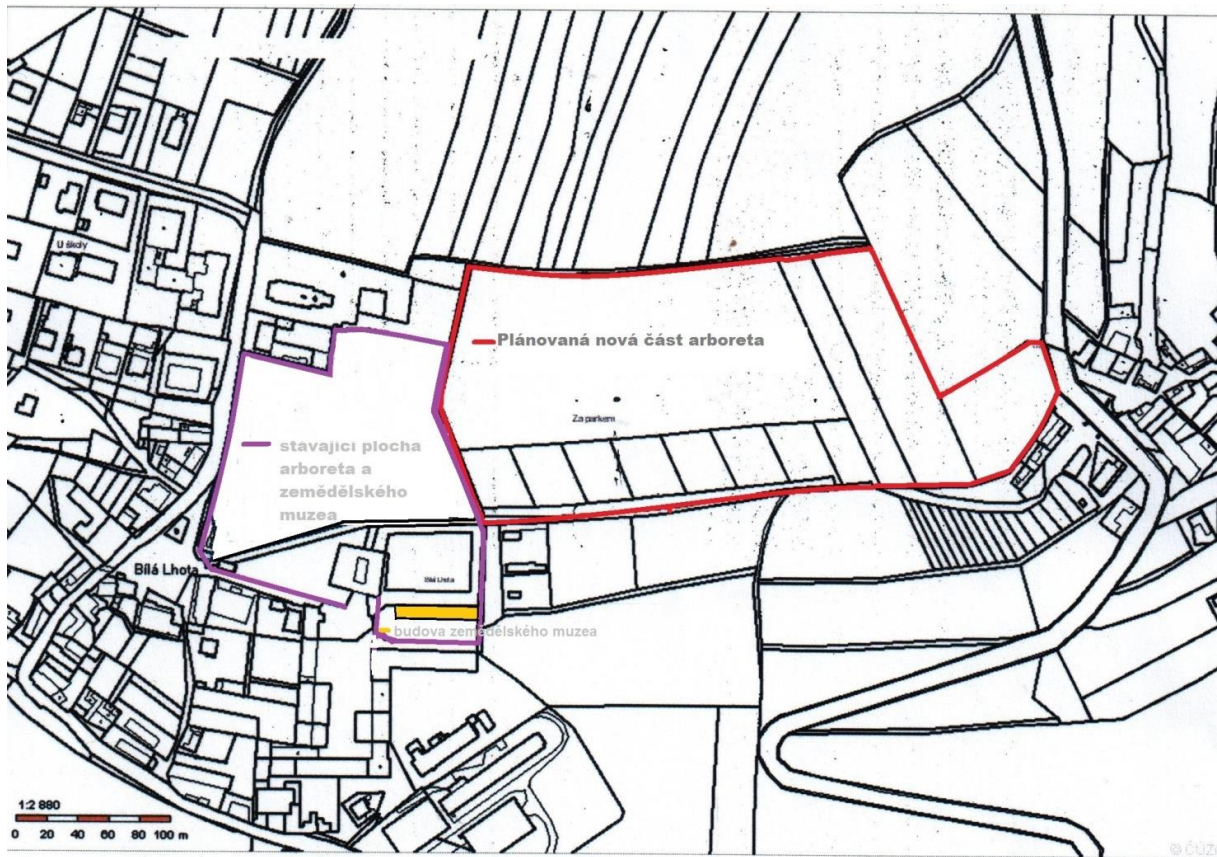 U školy
Plánovaná nová část arboreta
Za parkem
stávající plocha
arboreta a
zemědělského
muzea
Bílá Lhota
Bílá Lhota
budova zemědělského muzea
1:2 880
0 20 40 60 80 100 m